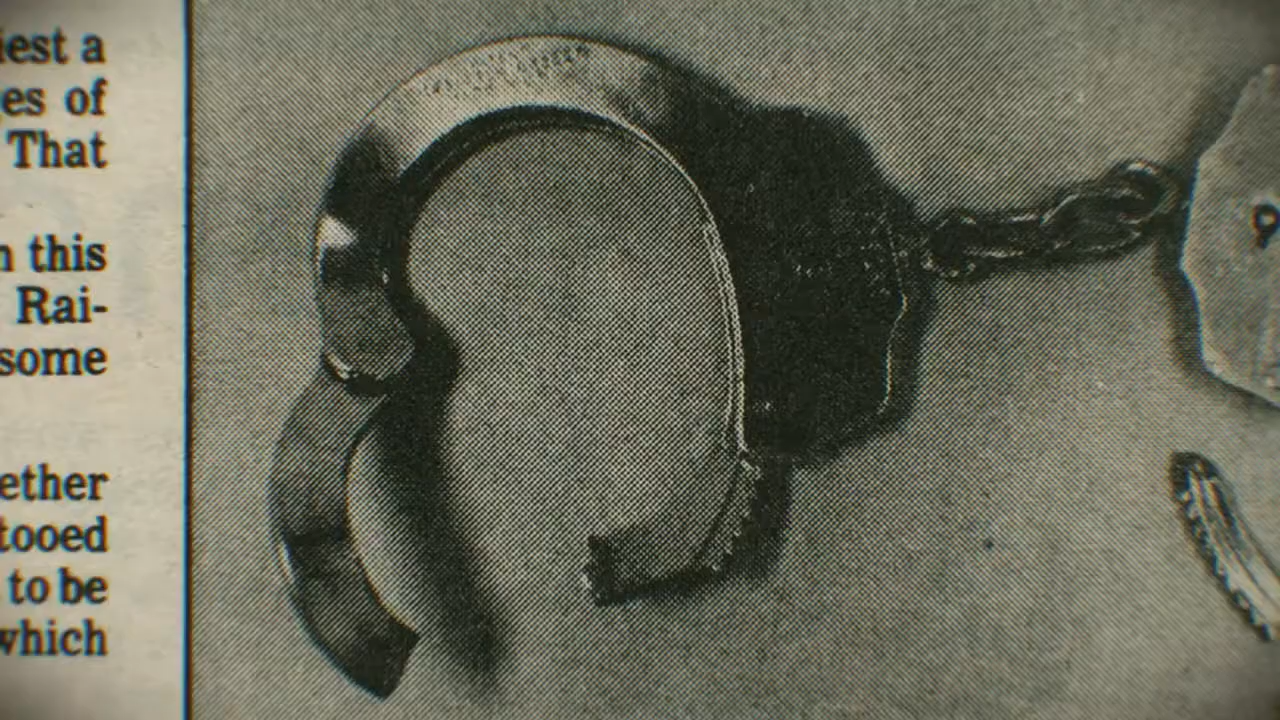 iest a
es of
That
n this
Rai-
some
ether
tooed
to be
which